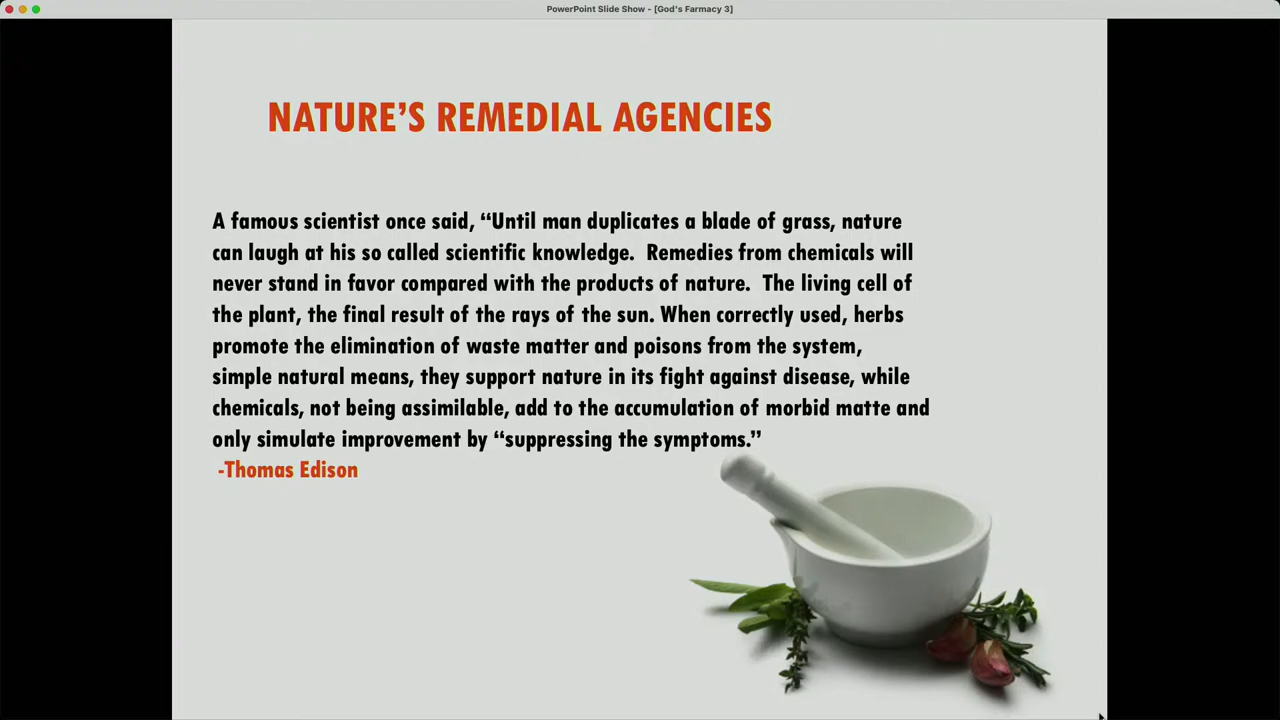 PowerPoint Slide Show - [God's Farmacy 3]
NATURE’S REMEDIAL AGENCIES
A famous scientist once said, “Until man duplicates a blade of grass, nature
can laugh at his so called scientific knowledge.  Remedies from chemicals will
never stand in favor compared with the products of nature.  The living cell of
the plant, the final result of the rays of the sun. When correctly used, herbs
promote the elimination of waste matter and poisons from the system,
simple natural means, they support nature in its fight against disease, while
chemicals, not being assimilable, add to the accumulation of morbid matte and
only simulate improvement by “suppressing the symptoms.”
-Thomas Edison